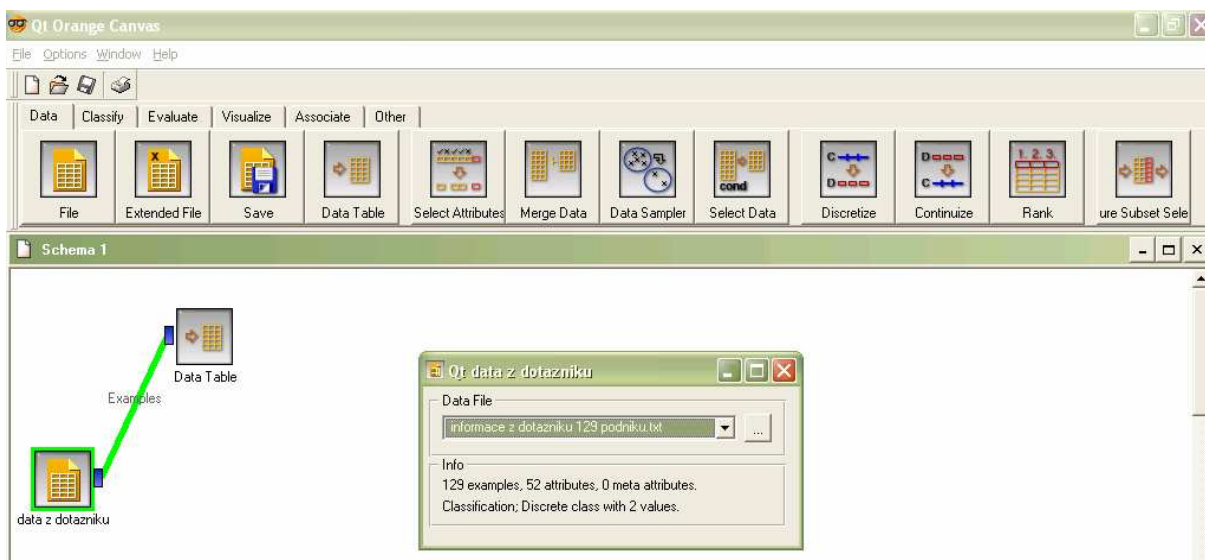 Qt Orange Canvas
File Options Window Help
Data Classify Evaluate Visualize Associate Other
X
1. 2. 3.
C
D
D
C
cond
File Extended File Save Data Table Select Attributes Merge Data Data Sampler Select Data Discretize Continuize Rank ure Subset Sele
Schema 1
Data Table
Examples
data z dotazniku
Qt data z dotazniku
Data File
informace z dotazniku 129 podniku.txt
...
Info
129 examples, 52 attributes, 0 meta attributes.
Classification; Discrete class with 2 values.